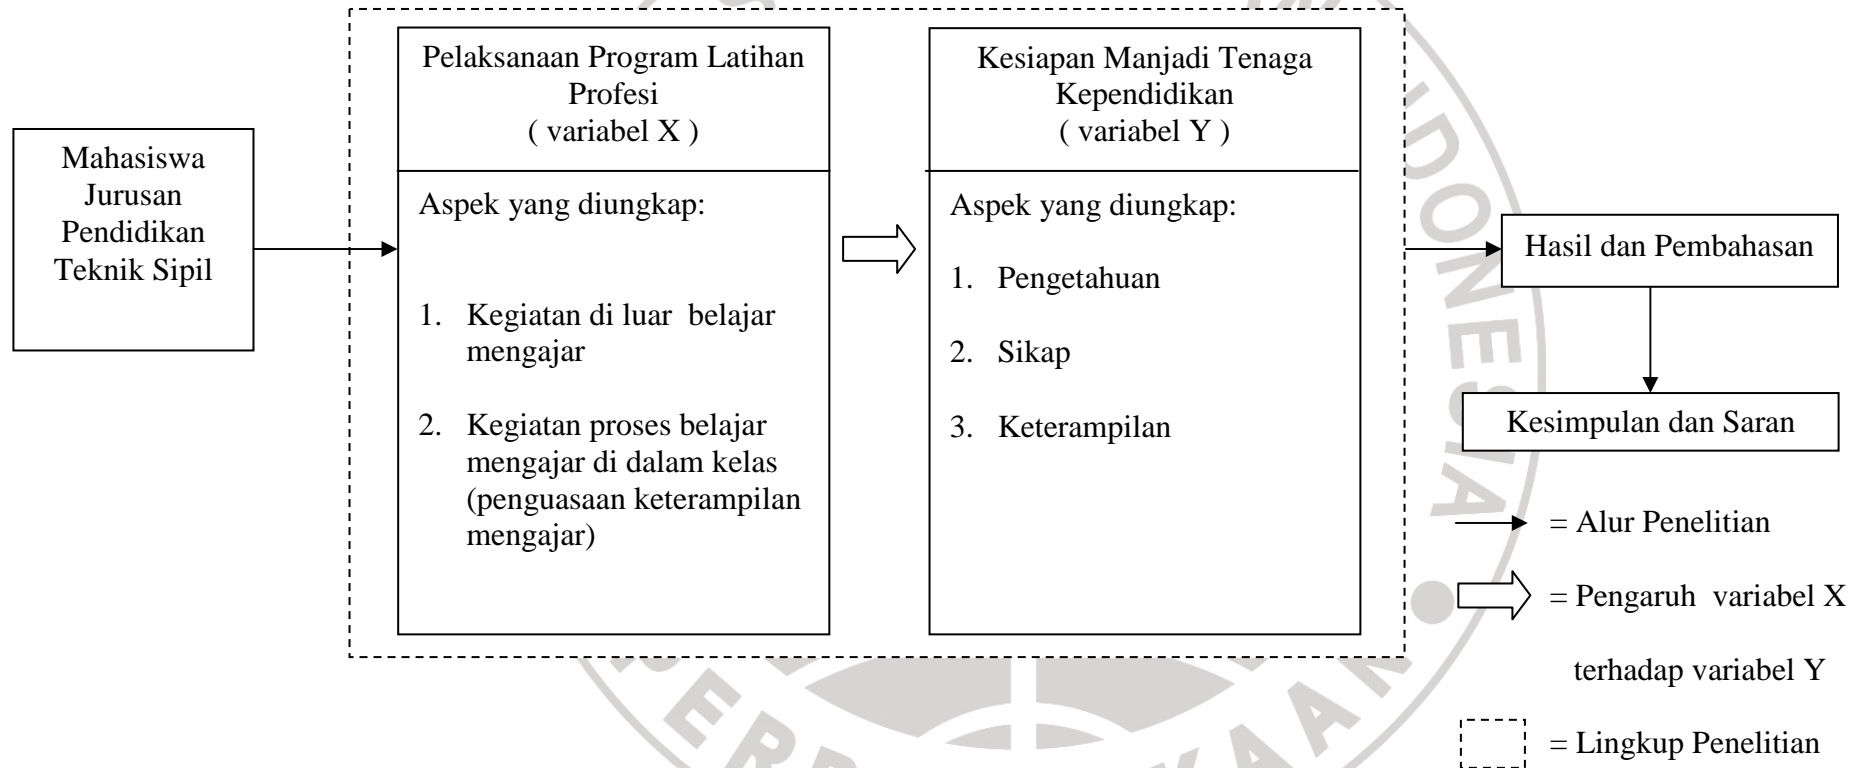 Mahasiswa
Jurusan
Pendidikan
Teknik Sipil
Pelaksanaan Program Latihan
Profesi
( variabel X )
Aspek yang diungkap:
1. Kegiatan di luar belajar
mengajar
2. Kegiatan proses belajar
mengajar di dalam kelas
(penguasaan keterampilan
mengajar)
Kesiapan Manjadi Tenaga
Kependidikan
( variabel Y )
Aspek yang diungkap:
1. Pengetahuan
2. Sikap
3. Keterampilan
Hasil dan Pembahasan
Kesimpulan dan Saran
= Alur Penelitian
= Pengaruh variabel X
terhadap variabel Y
= Lingkup Penelitian